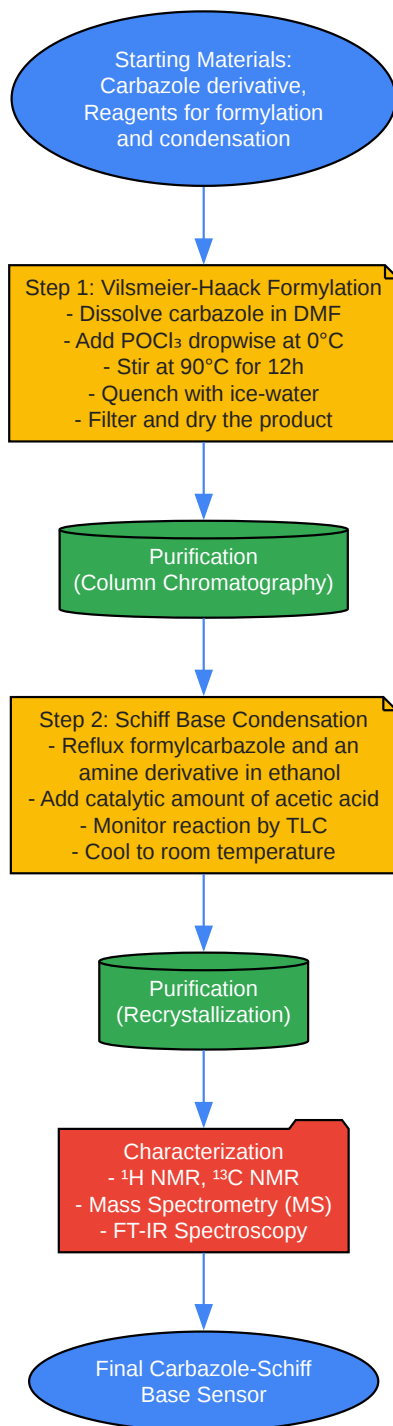 Starting Materials:
Carbazole derivative,
Reagents for formylation
and condensation
Step 1: Vilsmeier-Haack Formylation
- Dissolve carbazole in DMF
- Add POCl₃ dropwise at 0°C
- Stir at 90°C for 12h
- Quench with ice-water
- Filter and dry the product
Purification
(Column Chromatography)
Step 2: Schiff Base Condensation
- Reflux formylcarbazole and an
amine derivative in ethanol
- Add catalytic amount of acetic acid
- Monitor reaction by TLC
- Cool to room temperature
Purification
(Recrystallization)
Characterization
- ¹H NMR, ¹³C NMR
- Mass Spectrometry (MS)
- FT-IR Spectroscopy
Final Carbazole-Schiff
Base Sensor